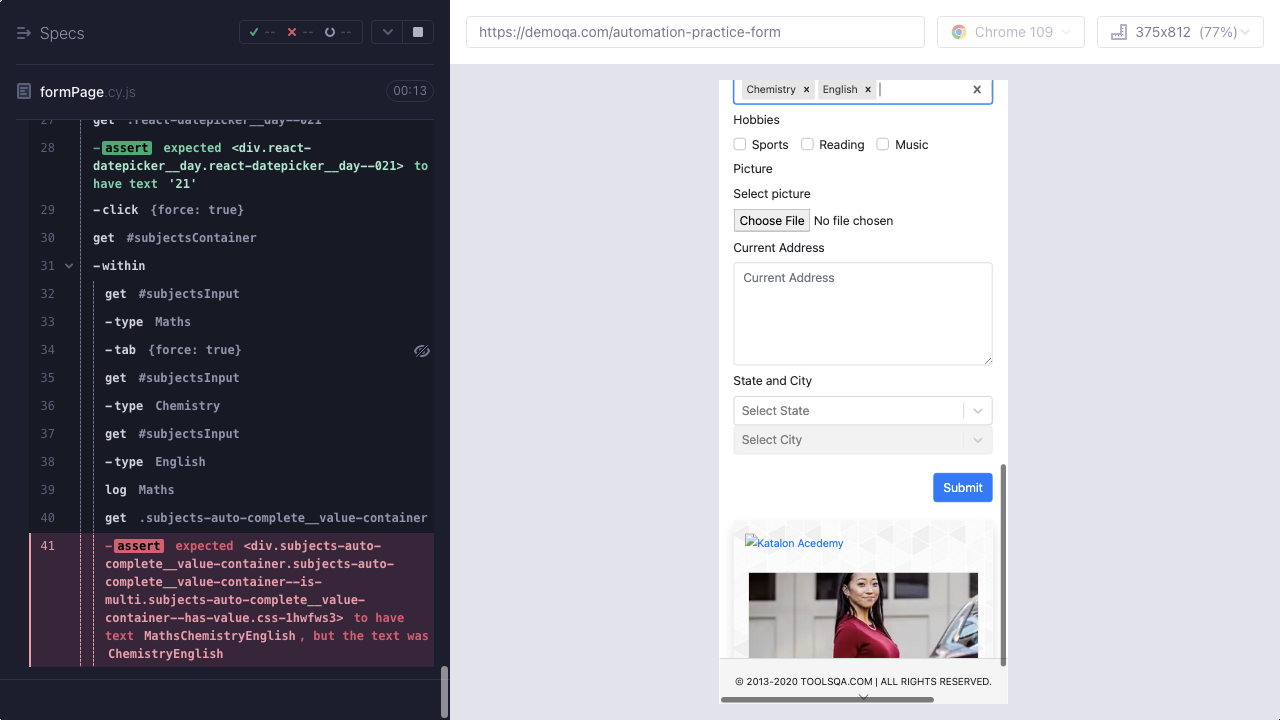 Specs
-- -- --
https://demoqa.com/automation-practice-form
Chrome 109
375x812 (77%)
formPage.cy.js
00:13
27 get .react-datepicker__day--021
28 -assert expected <div.react-
datepicker__day.react-datepicker__day--021> to
have text '21'
29 -click {force: true}
30 get #subjectsContainer
31 -within
32 get #subjectsInput
33 -type Maths
34 -tab {force: true}
35 get #subjectsInput
36 -type Chemistry
37 get #subjectsInput
38 -type English
39 log Maths
40 get .subjects-auto-complete__value-container
41 -assert expected <div.subjects-auto-
complete__value-container.subjects-auto-
complete__value-container--is-
multi.subjects-auto-complete__value-
container--has-value.css-1hwfws3> to have
text MathsChemistryEnglish, but the text was
ChemistryEnglish
Chemistry × English ×
Hobbies
Sports Reading Music
Picture
Select picture
Choose File No file chosen
Current Address
Current Address
State and City
Select State
Select City
Submit
Katalon Acedemy
© 2013-2020 TOOLSQA.COM | ALL RIGHTS RESERVED.